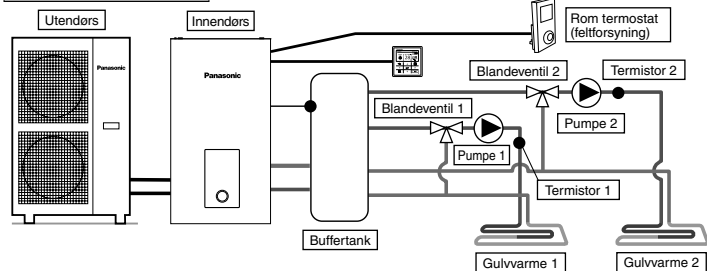 Utendørs
Innendørs
Rom termostat
(feltforsyning)
Panasonic
Panasonic
Blandeventil 2
Termistor 2
Blandeventil 1
Pumpe 2
Pumpe 1
Termistor 1
Buffertank
Gulvvarme 1
Gulvvarme 2